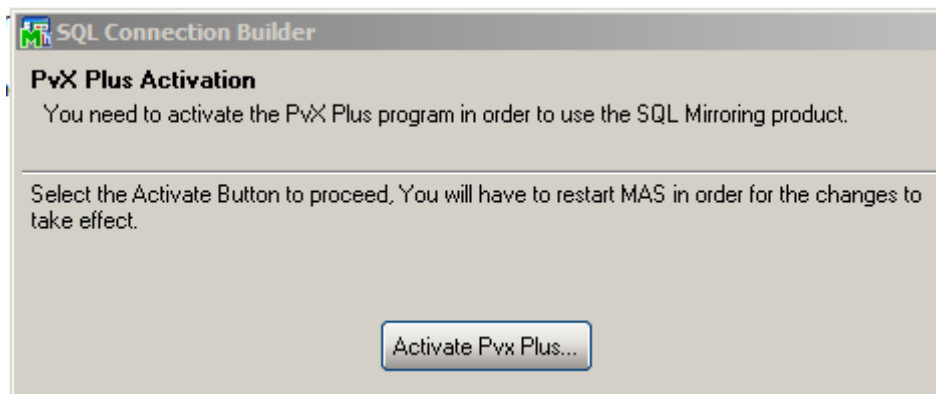 SQL Connection Builder
PvX Plus Activation
You need to activate the PvX Plus program in order to use the SQL Mirroring product.
Select the Activate Button to proceed, You will have to restart MAS in order for the changes to
take effect.
Activate Pvx Plus...